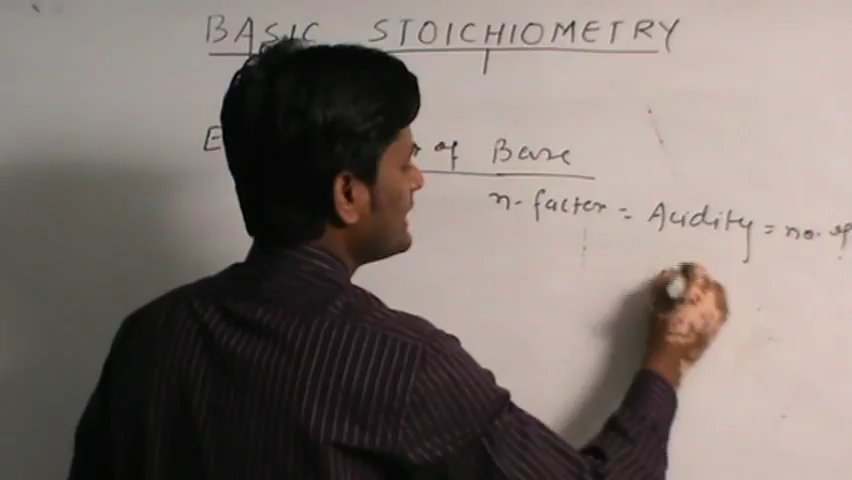 BASIC STOICHIOMETRY
of Base
n-factor = Acidity = no. of